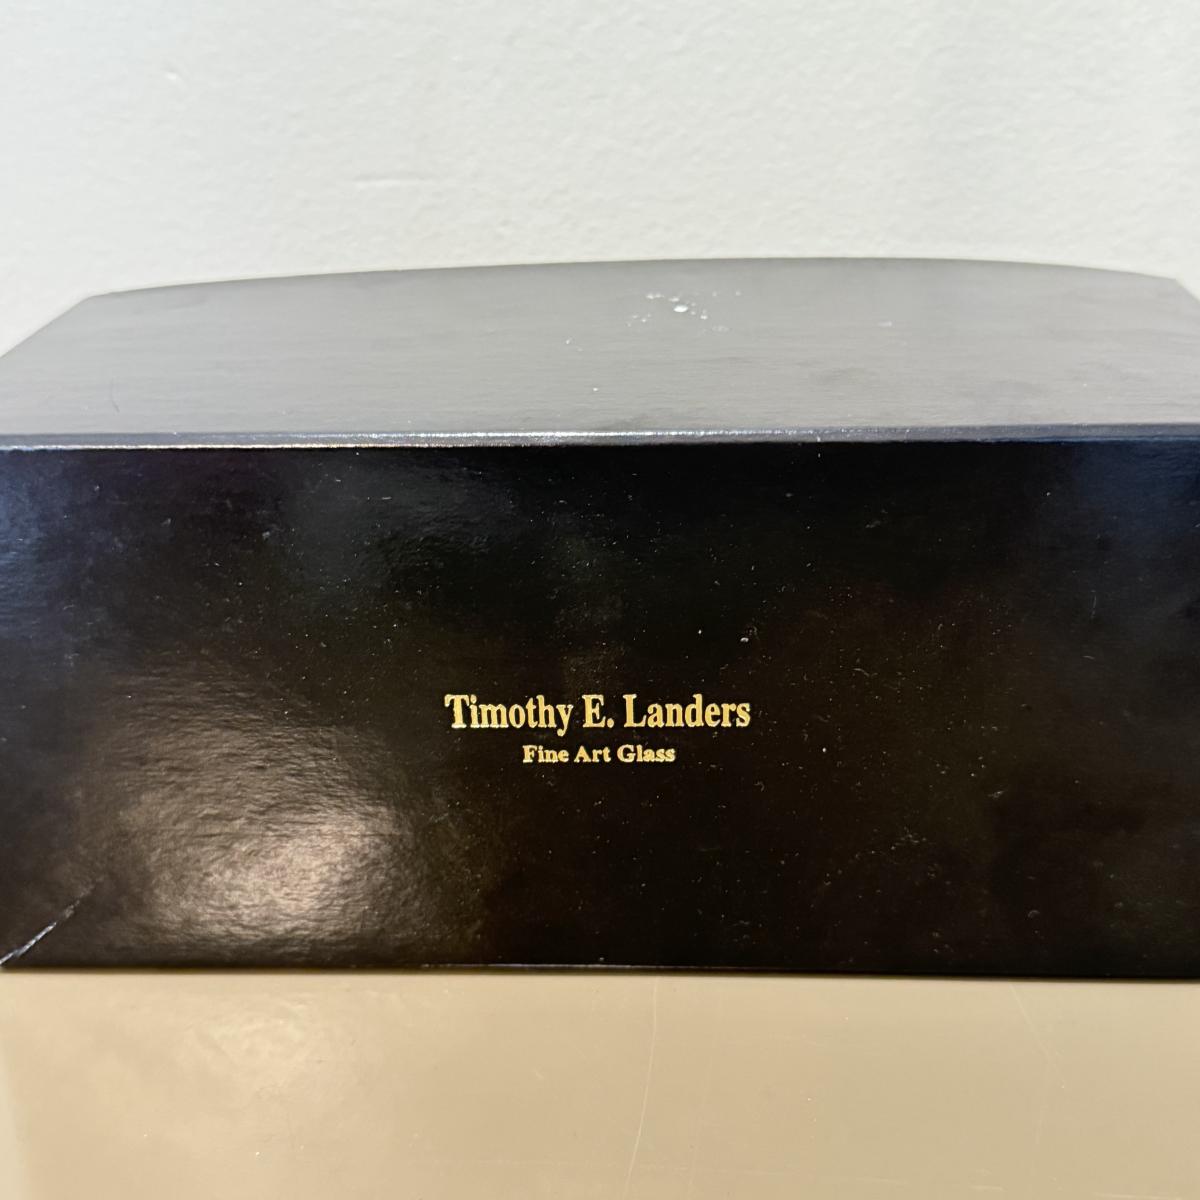 Timothy E. Landers
Fine Art Glass